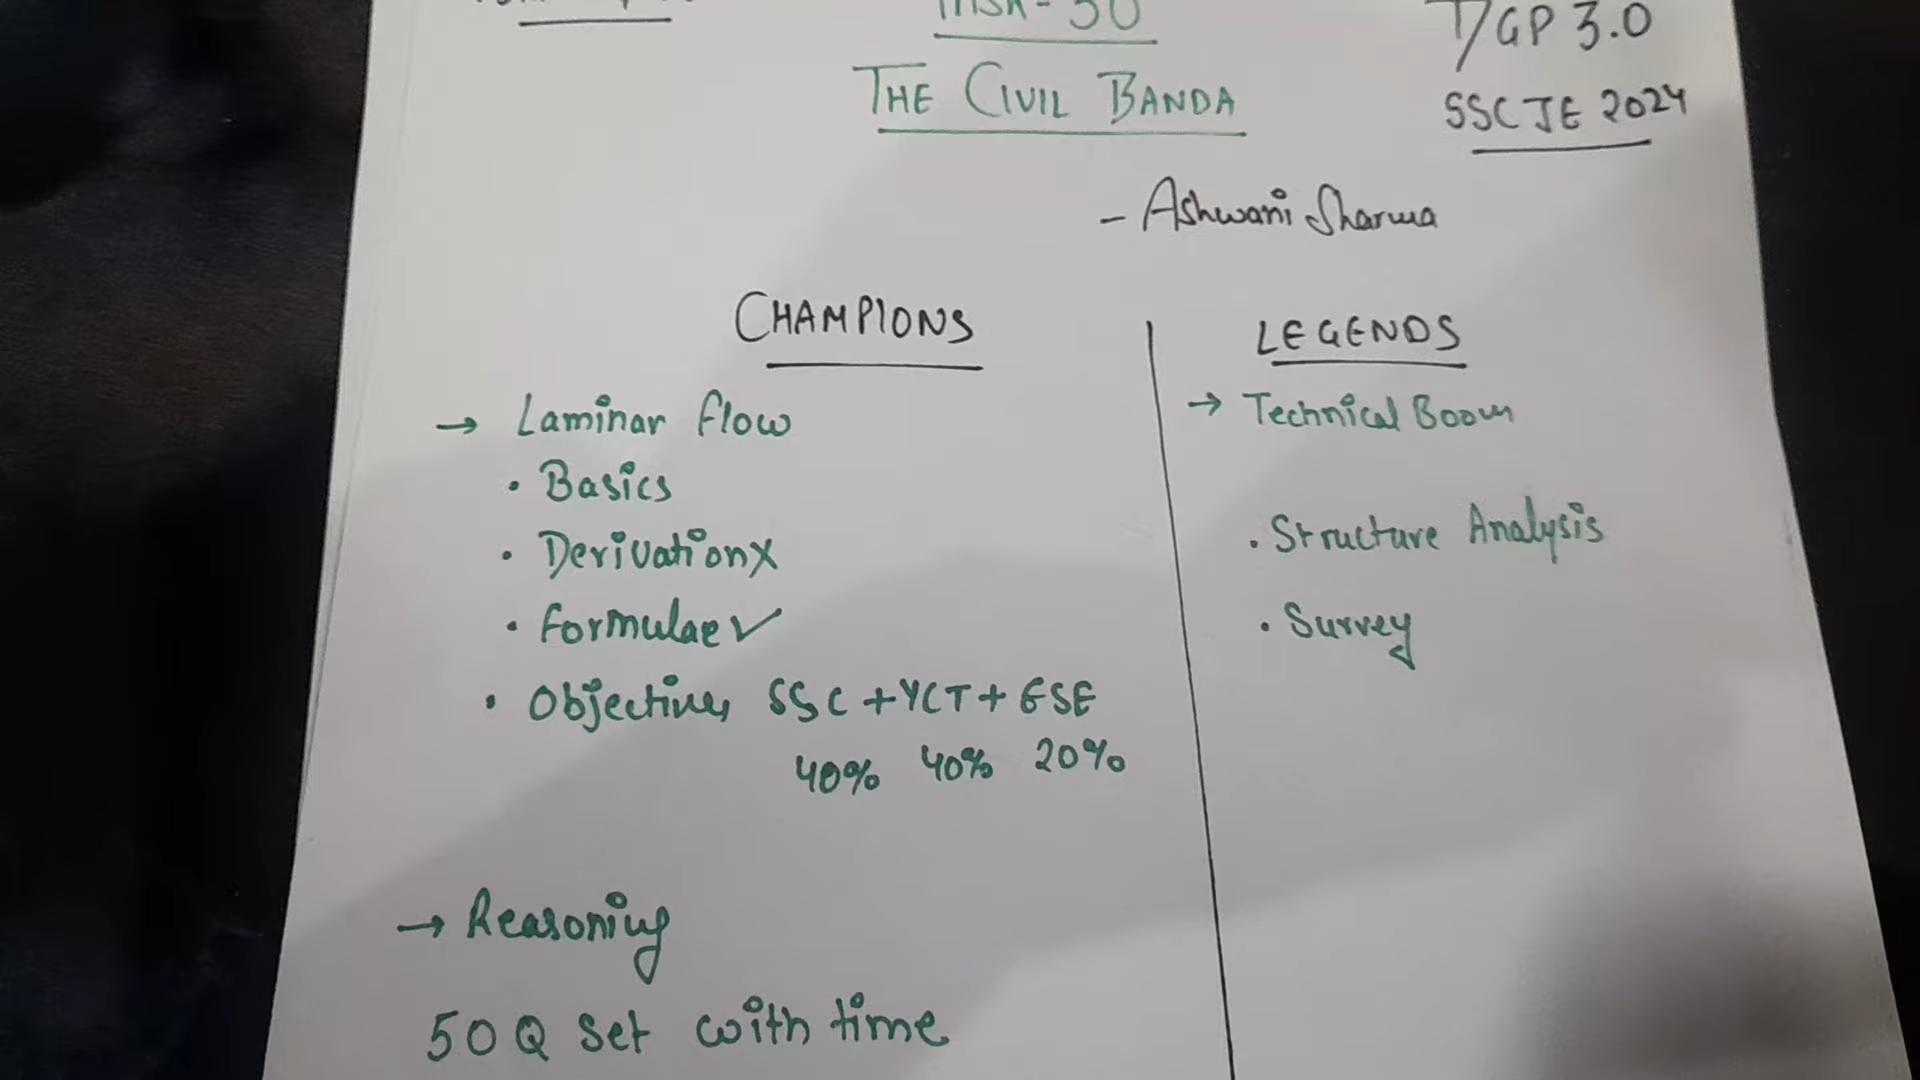 THE CIVIL BANDA
T/GP 3.0
SSC JE 2024
- Ashwani Sharma
CHAMPIONS
→ Laminar flow
• Basics
• Derivation X
• formulae ✓
• Objectives SSC + YCT + ESE
40% 40% 20%
→ Reasoning
50 Q Set with time
LEGENDS
→ Technical Boom
• Structure Analysis
• Survey